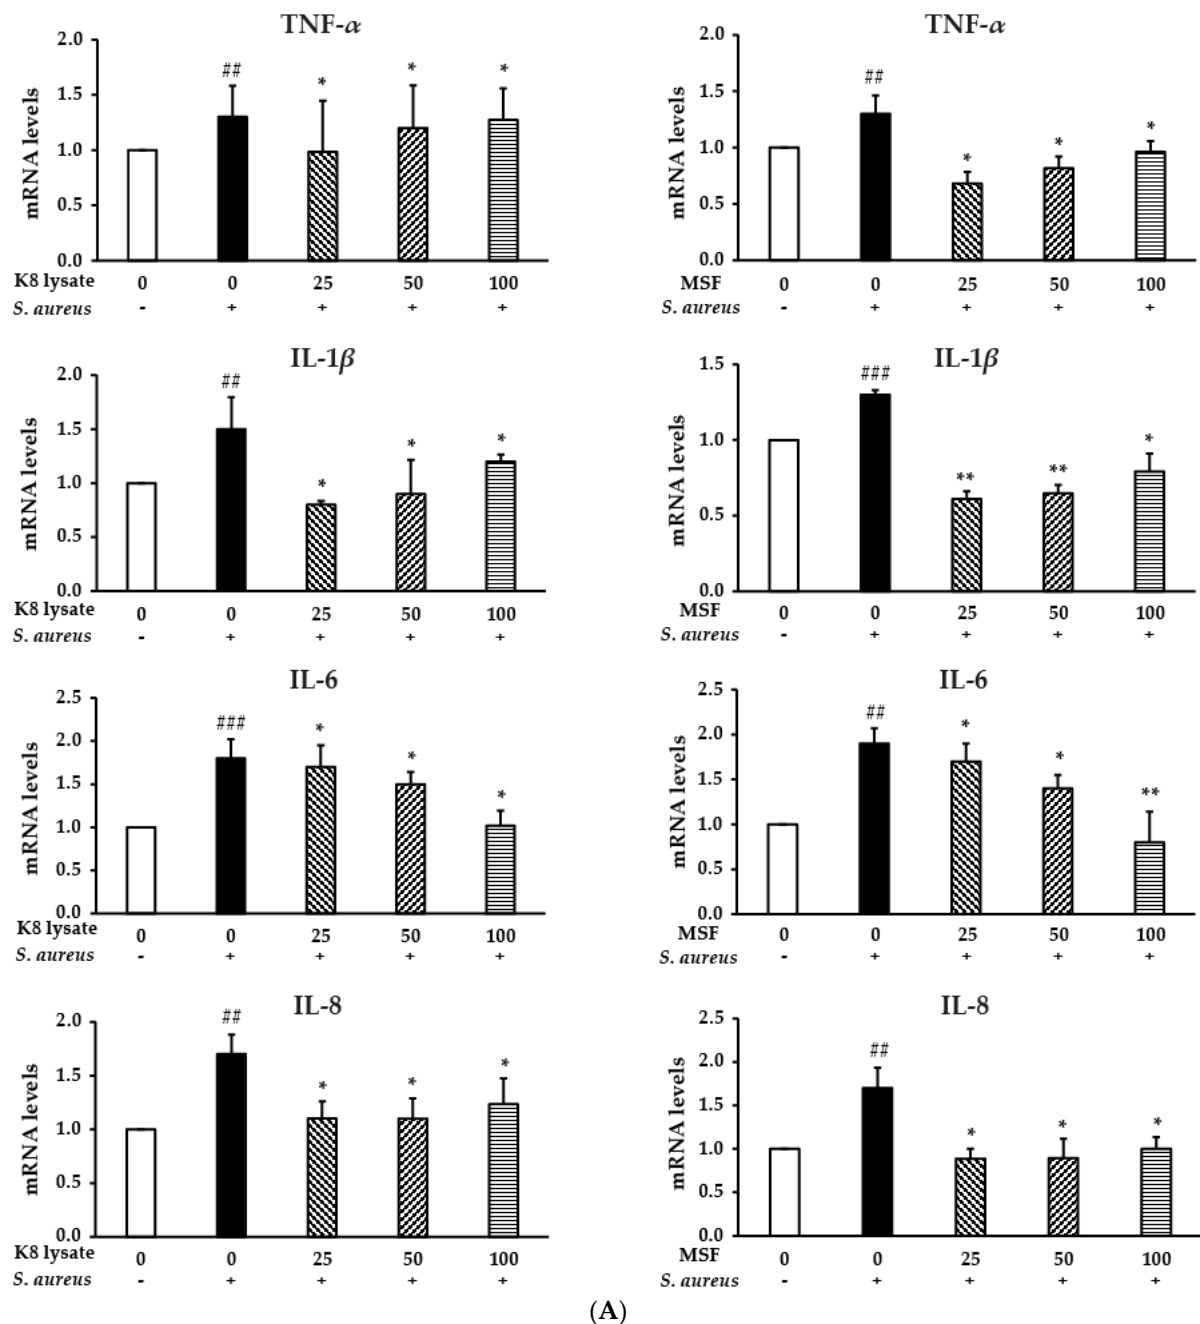 TNF-α
2.0
##
*
*
*
1.5
1.0
0.5
0.0
mRNA levels
K8 lysate 0 0 25 50 100
S. aureus - + + + +
TNF-α
2.0
##
*
*
*
1.5
1.0
0.5
0.0
mRNA levels
MSF 0 0 25 50 100
S. aureus - + + + +
IL-1β
2.0
##
*
*
*
1.5
1.0
0.5
0.0
mRNA levels
K8 lysate 0 0 25 50 100
S. aureus - + + + +
IL-1β
1.5
###
**
**
*
1.0
0.5
0.0
mRNA levels
MSF 0 0 25 50 100
S. aureus - + + + +
IL-6
2.5
###
*
*
*
2.0
1.5
1.0
0.5
0.0
mRNA levels
K8 lysate 0 0 25 50 100
S. aureus - + + + +
IL-6
2.5
##
*
*
**
2.0
1.5
1.0
0.5
0.0
mRNA levels
MSF 0 0 25 50 100
S. aureus - + + + +
IL-8
2.0
##
*
*
*
1.5
1.0
0.5
0.0
mRNA levels
K8 lysate 0 0 25 50 100
S. aureus - + + + +
IL-8
2.5
##
*
*
*
2.0
1.5
1.0
0.5
0.0
mRNA levels
MSF 0 0 25 50 100
S. aureus - + + + +
(A)